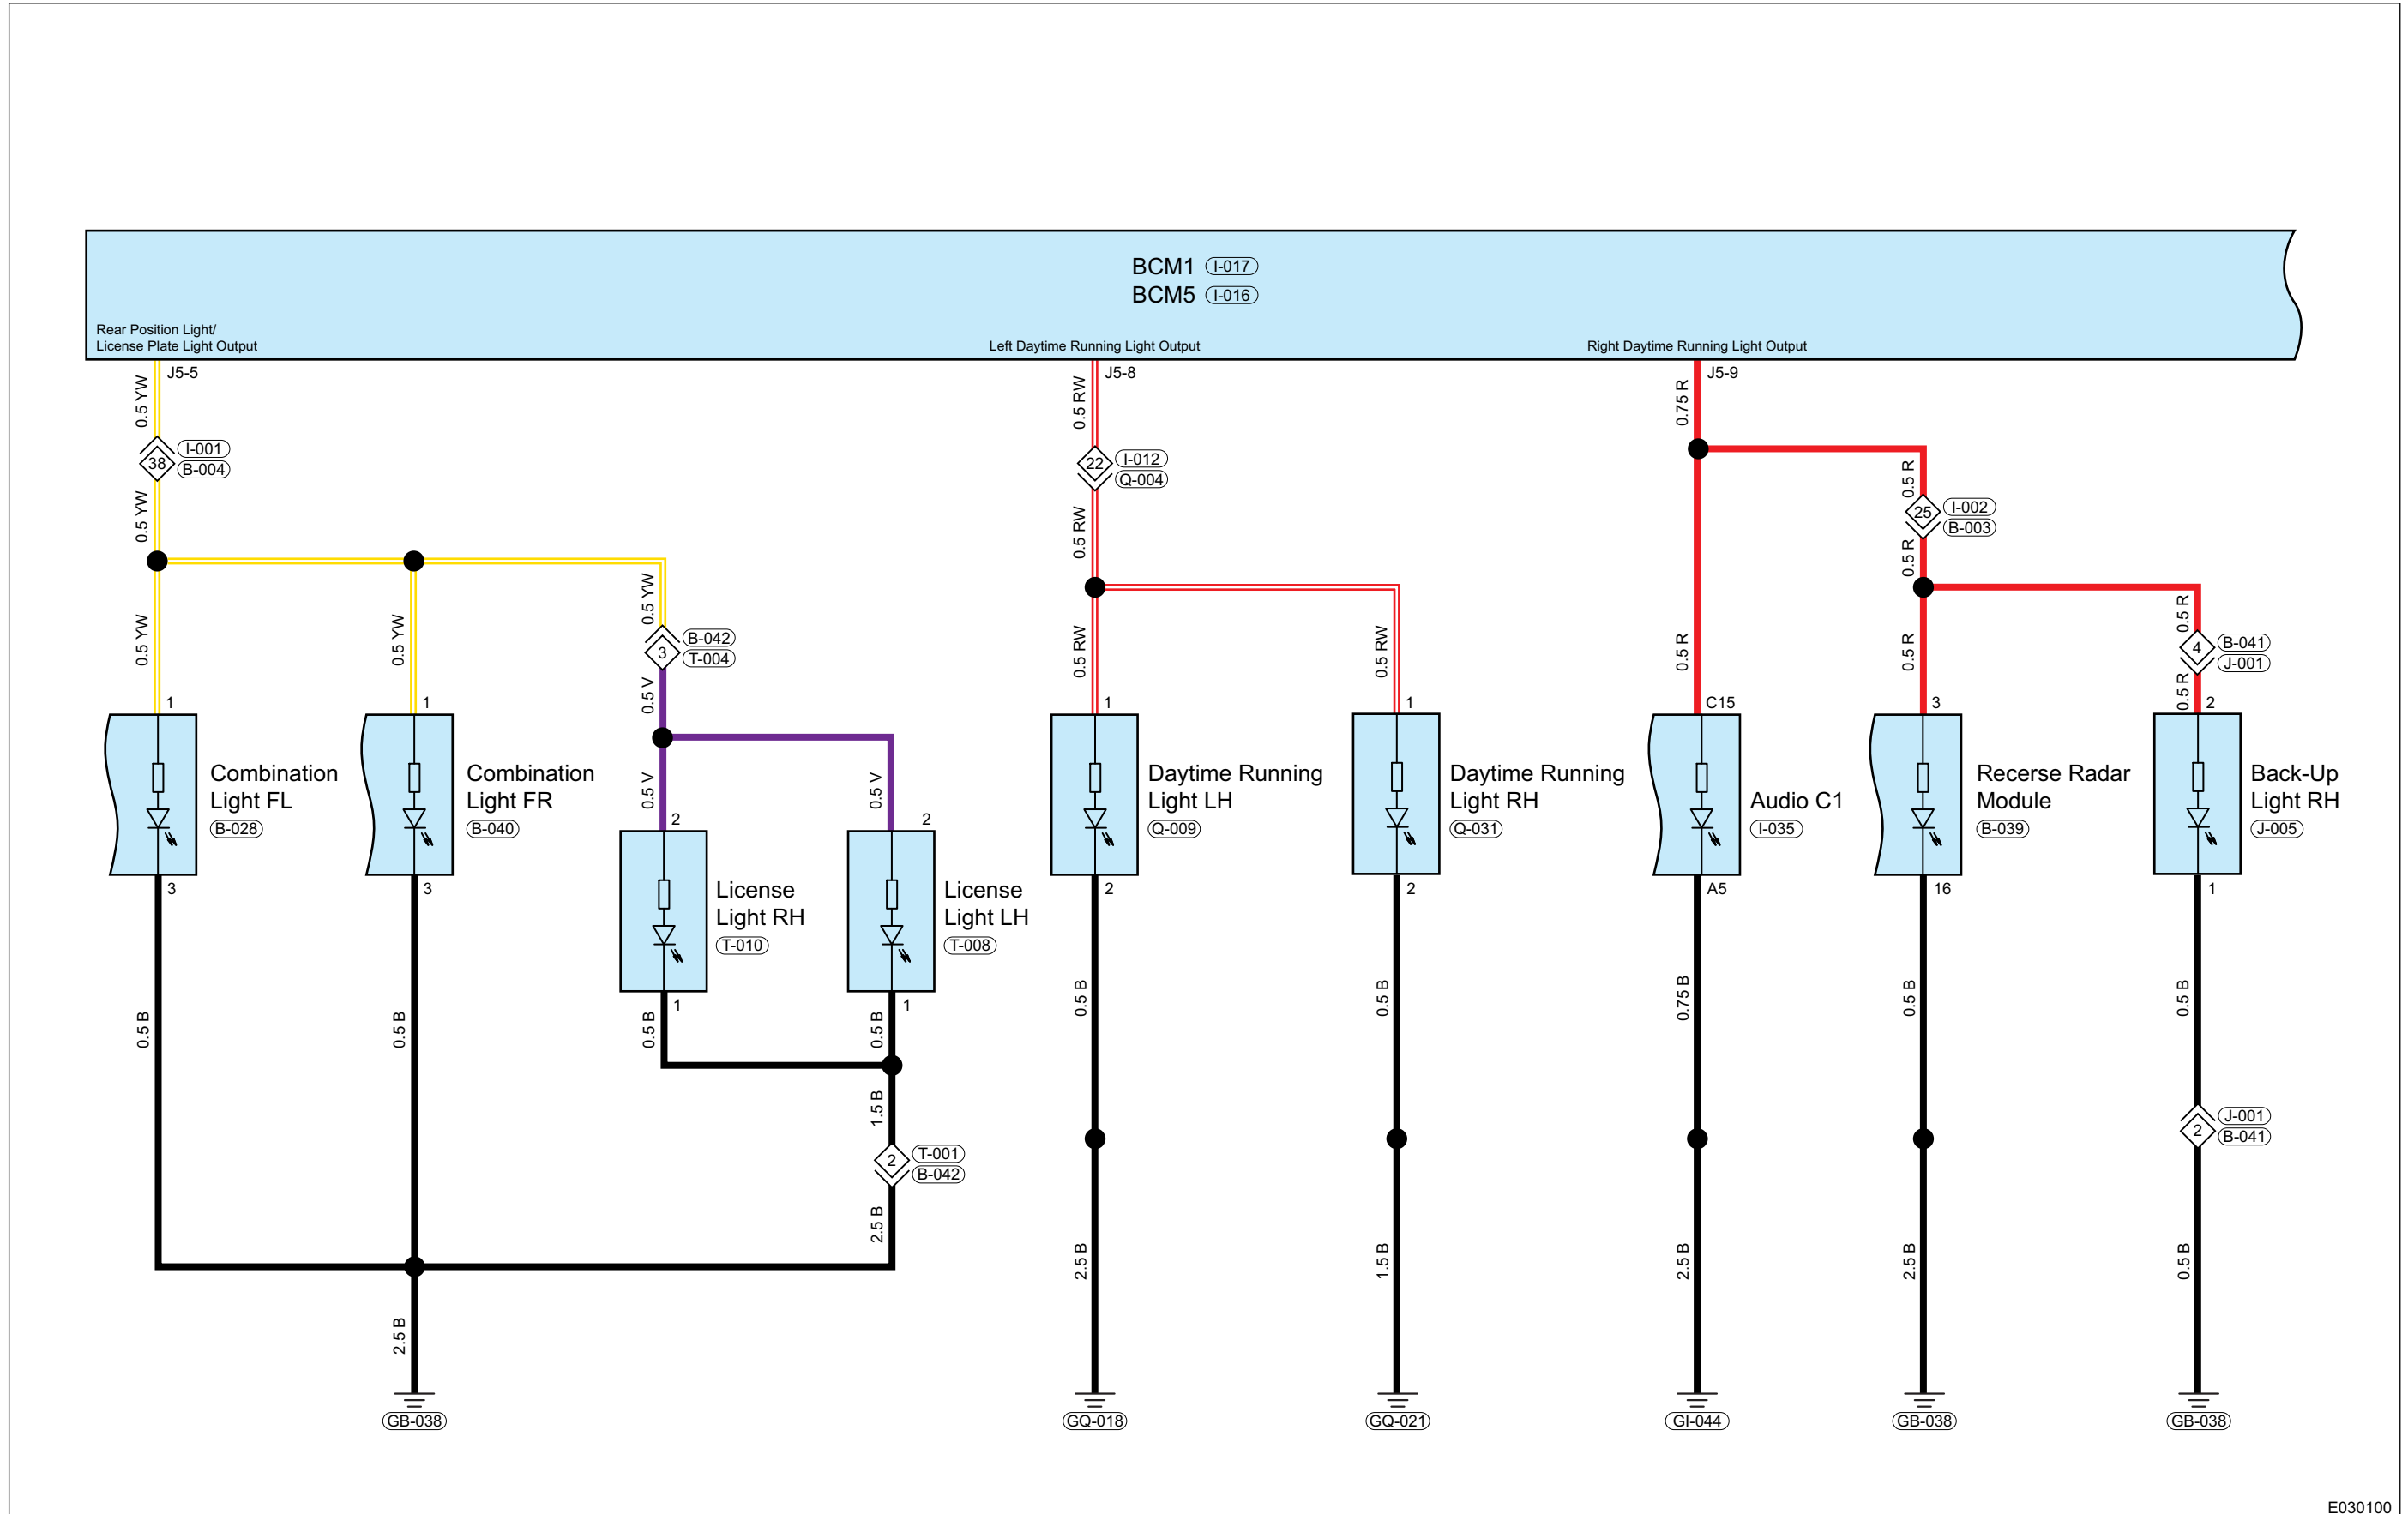 BCM1 I-017
BCM5 I-016
Rear Position Light/
License Plate Light Output
Left Daytime Running Light Output
Right Daytime Running Light Output
J5-5
J5-8
J5-9
0.5 YW
0.5 RW
0.75 R
38
I-001
B-004
22
I-012
Q-004
0.5 R
25
I-002
B-003
0.5 YW
0.5 RW
0.5 R
0.5 YW
0.5 YW
0.5 YW
3
B-042
T-004
0.5 V
0.5 RW
0.5 RW
0.5 R
0.5 R
0.5 R
4
B-041
J-001
0.5 R
1
1
1
1
C15
3
2
0.5 V
0.5 V
2
2
Combination
Light FL
B-028
Combination
Light FR
B-040
Daytime Running
Light LH
Q-009
Daytime Running
Light RH
Q-031
Audio C1
I-035
Recerse Radar
Module
B-039
Back-Up
Light RH
J-005
3
3
License
Light RH
T-010
License
Light LH
T-008
2
2
A5
16
1
1
1
0.5 B
0.5 B
0.5 B
0.5 B
0.5 B
0.5 B
0.75 B
0.5 B
0.5 B
1.5 B
2
T-001
B-042
2
J-001
B-041
2.5 B
2.5 B
1.5 B
2.5 B
2.5 B
0.5 B
2.5 B
GB-038
GQ-018
GQ-021
GI-044
GB-038
GB-038
E030100